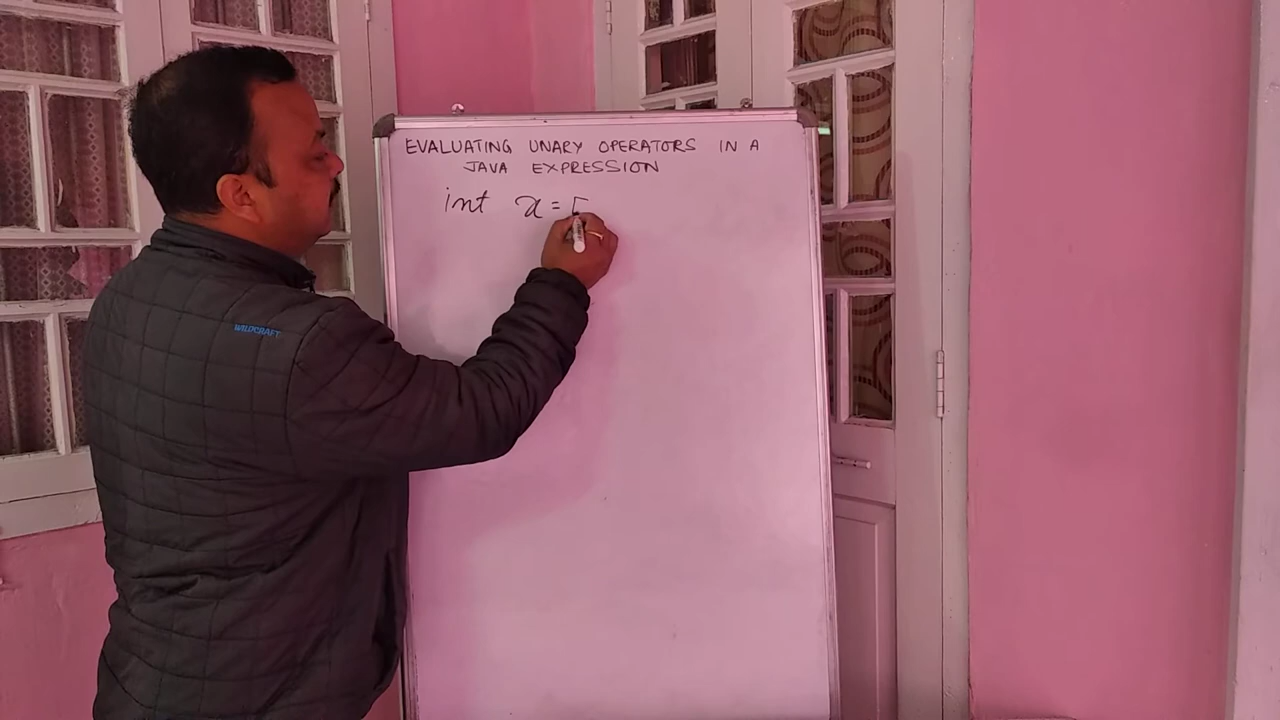 EVALUATING UNARY OPERATORS IN A
JAVA EXPRESSION
int x = 5
WILDCRAFT